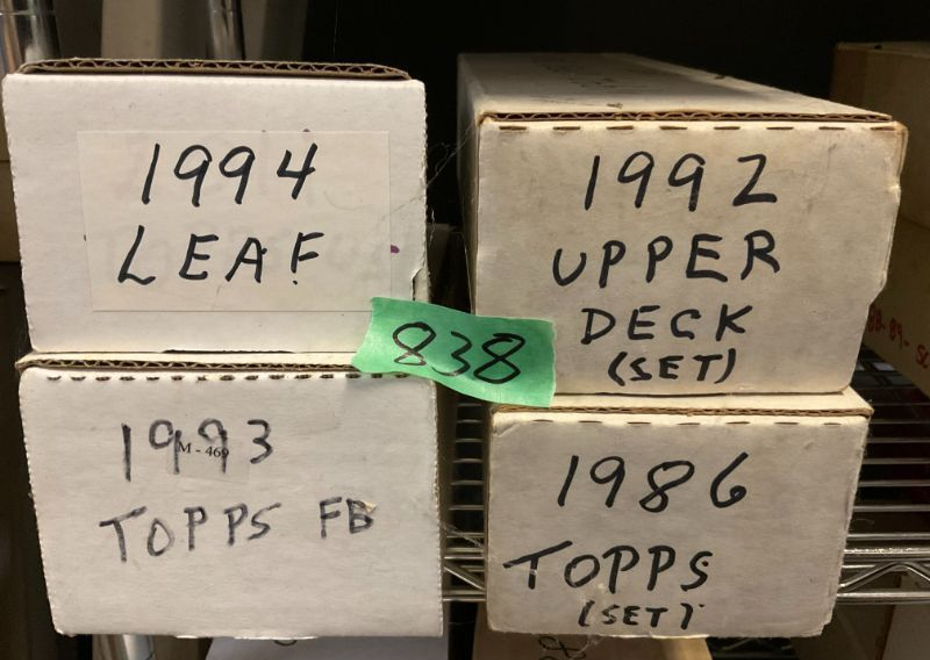 1994
LEAF
1992
UPPER
DECK
(SET)
838
1993
M - 469
TOPPS FB
1986
TOPPS
(SET)